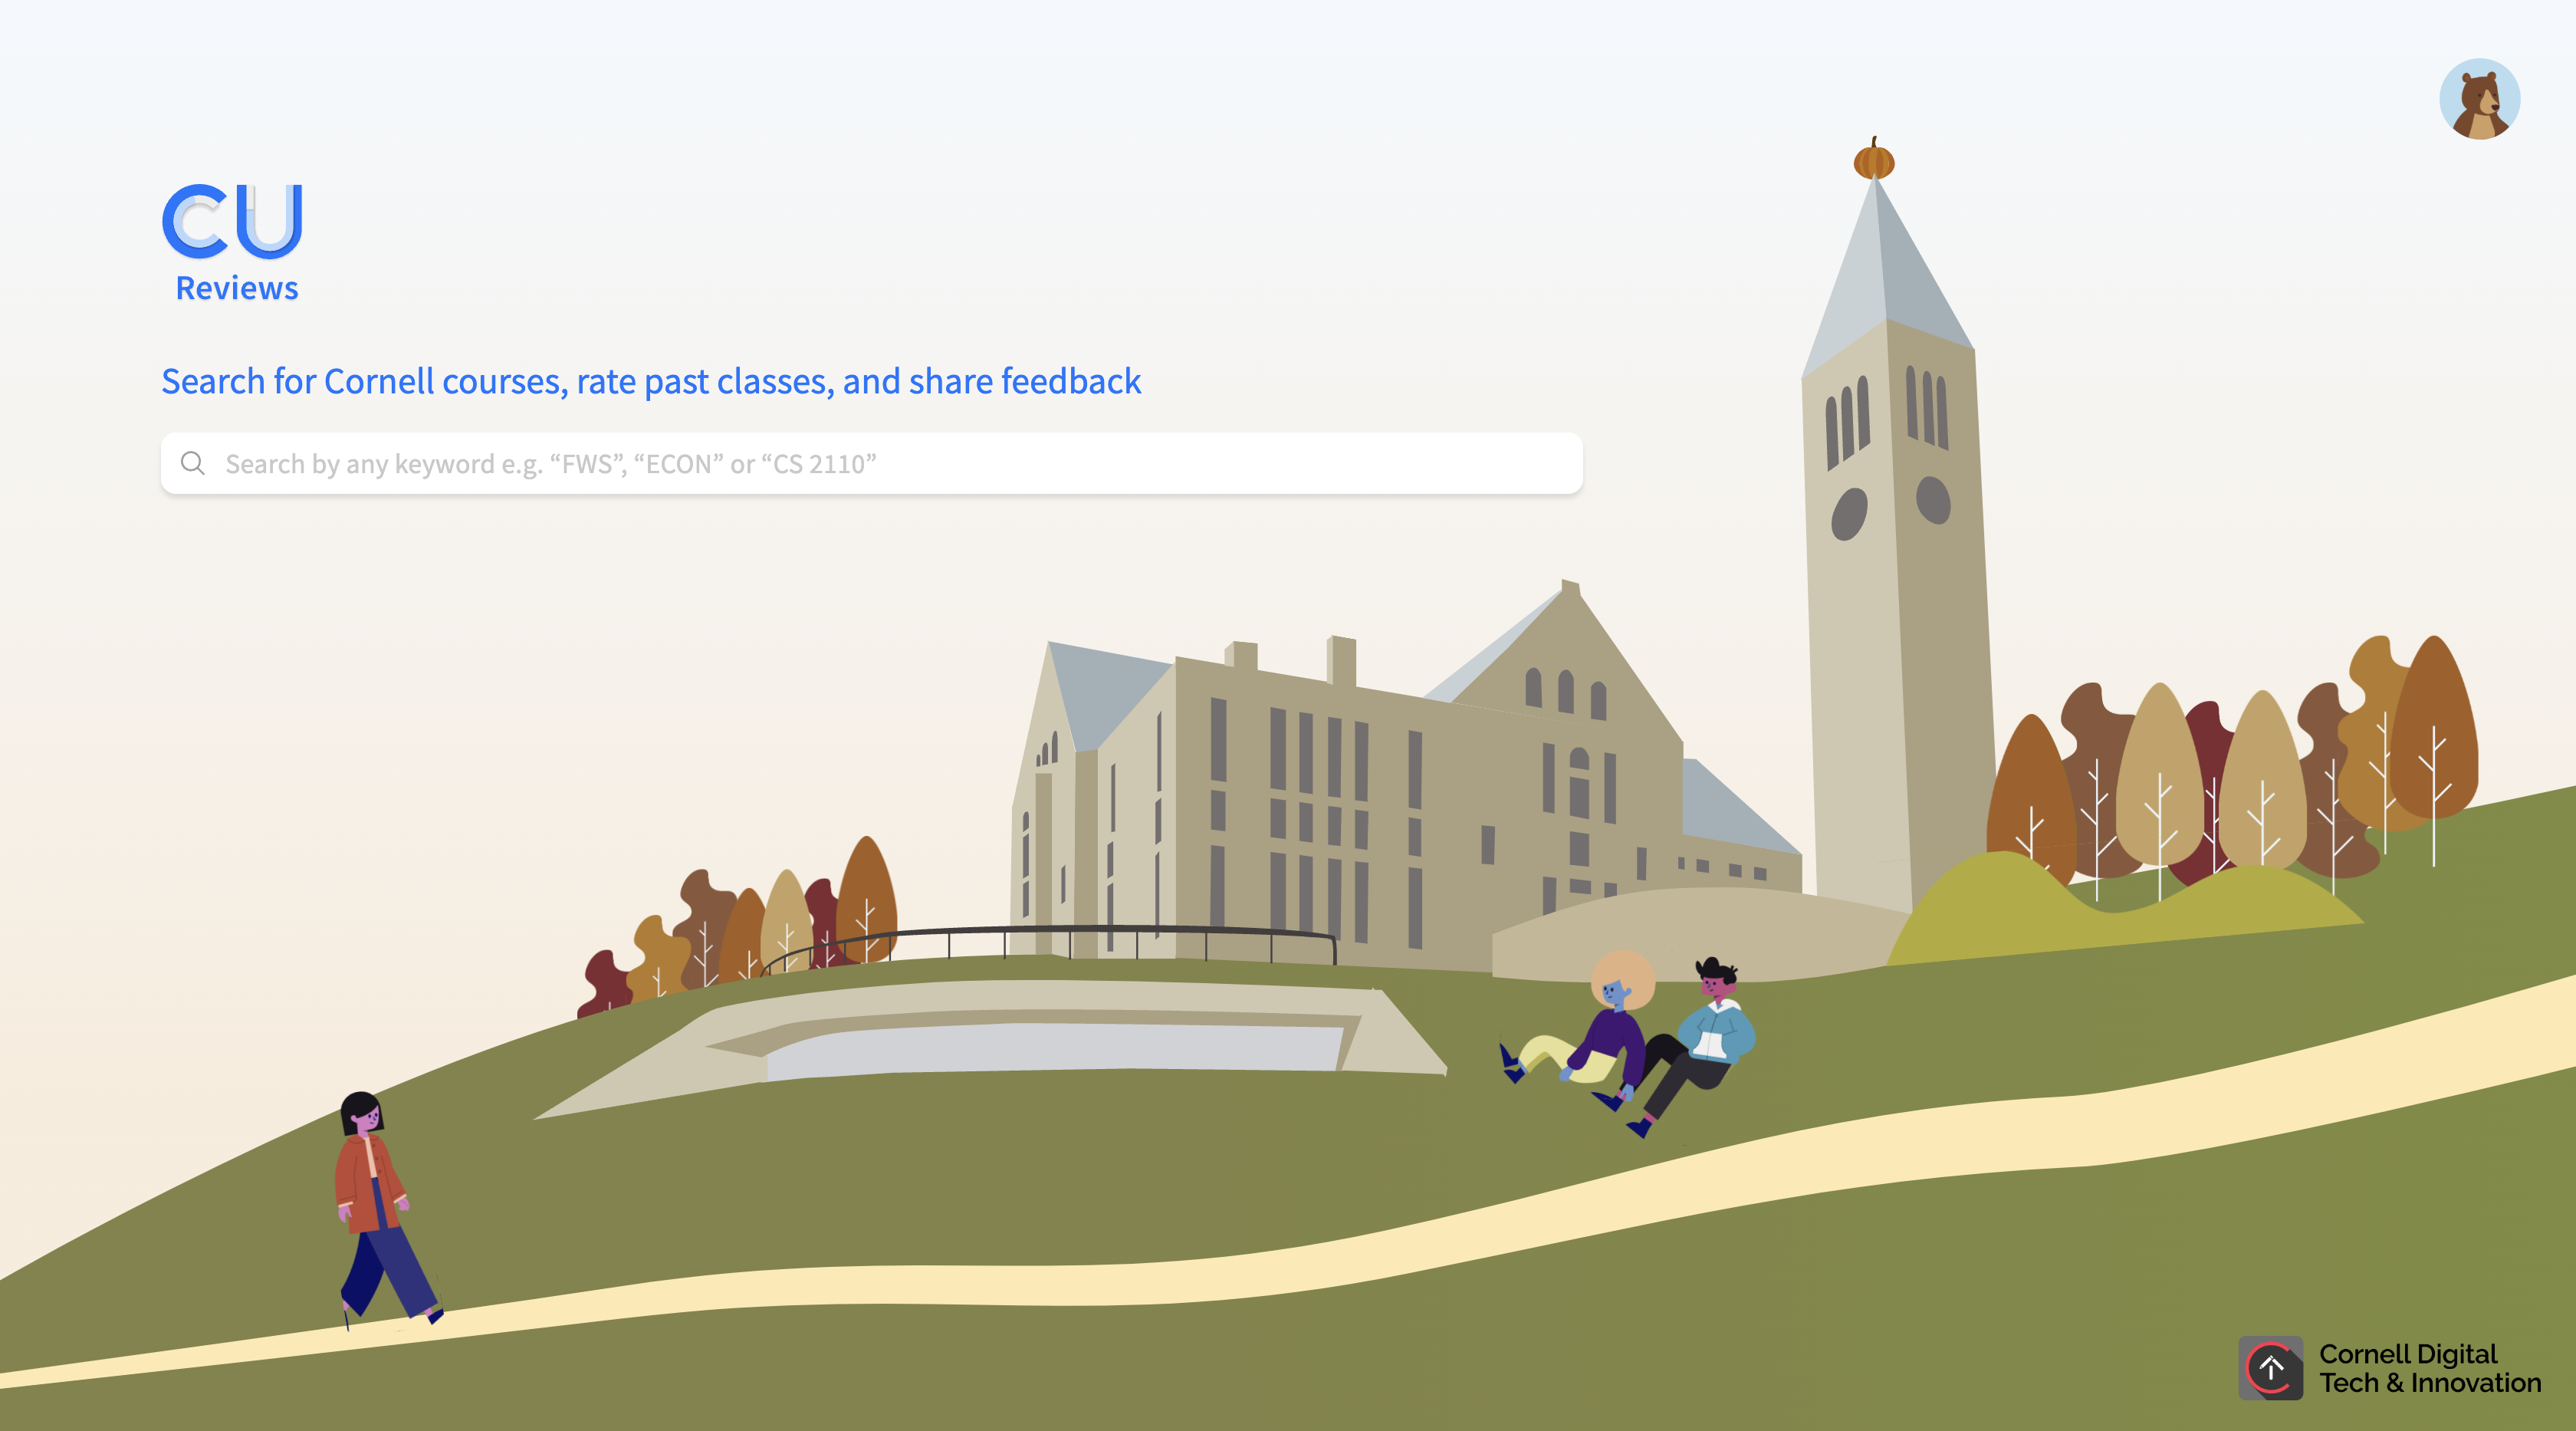 CU
Reviews
Search for Cornell courses, rate past classes, and share feedback
Search by any keyword e.g. “FWS”, “ECON” or “CS 2110”
Cornell Digital
Tech & Innovation